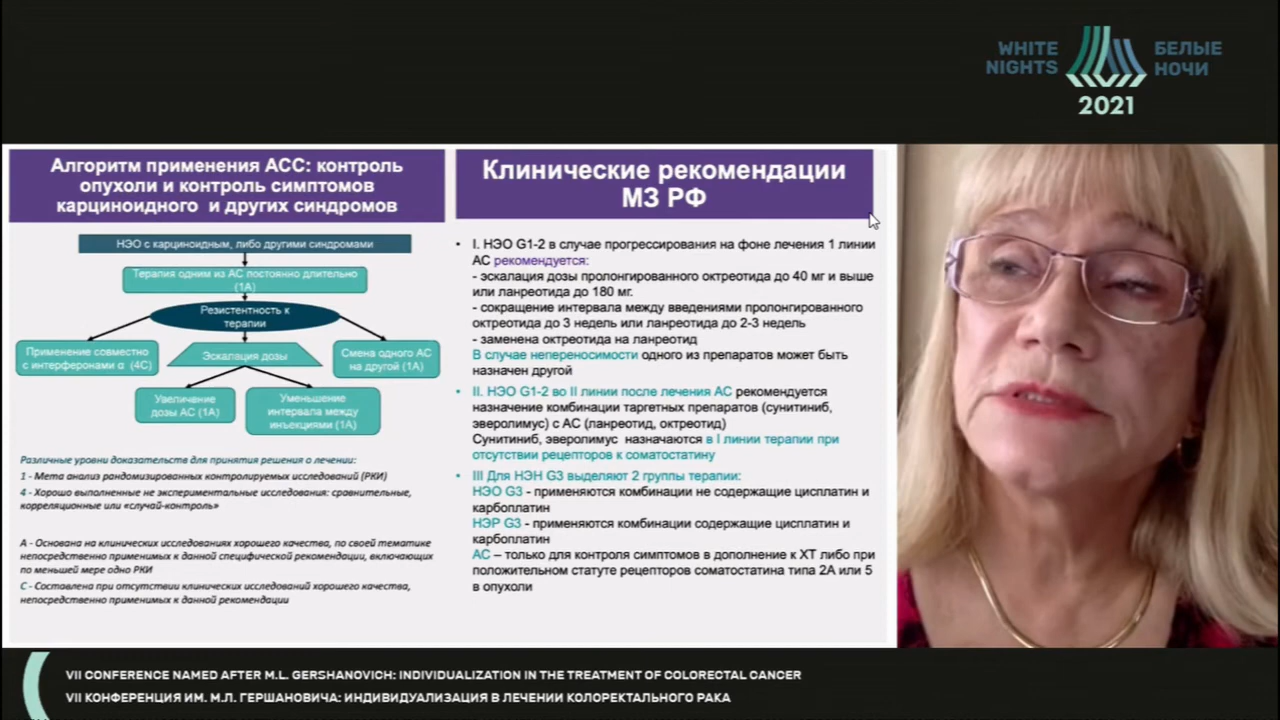 WHITE NIGHTS
БЕЛЫЕ НОЧИ
2021
Алгоритм применения АСС: контроль
опухоли и контроль симптомов
карциноидного и других синдромов
НЭО с карциноидным, либо другими синдромами
Терапия одним из АС постоянно длительно
(1А)
Резистентность к
терапии
Применение совместно
с интерферонами α (4С)
Эскалация дозы
Смена одного АС
на другой (1А)
Увеличение
дозы АС (1А)
Уменьшение
интервала между
инъекциями (1А)
Различные уровни доказательств для принятия решения о лечении:
1 - Мета анализ рандомизированных контролируемых исследований (РКИ)
4 - Хорошо выполненные не экспериментальные исследования: сравнительные,
корреляционные или «случай-контроль»
А - Основана на клинических исследованиях хорошего качества, по своей тематике
непосредственно применимых к данной специфической рекомендации, включающих
по меньшей мере одно РКИ
С - Составлена при отсутствии клинических исследований хорошего качества,
непосредственно применимых к данной рекомендации
Клинические рекомендации
МЗ РФ
• I. НЭО G1-2 в случае прогрессирования на фоне лечения 1 линии
АС рекомендуется:
- эскалация дозы пролонгированного октреотида до 40 мг и выше
или ланреотида до 180 мг.
- сокращение интервала между введениями пролонгированного
октреотида до 3 недель или ланреотида до 2-3 недель
- заменена октреотида на ланреотид
В случае непереносимости одного из препаратов может быть
назначен другой
• II. НЭО G1-2 во II линии после лечения АС рекомендуется
назначение комбинации таргетных препаратов (сунитиниб,
эверолимус) с АС (ланреотид, октреотид)
Сунитиниб, эверолимус назначаются в I линии терапии при
отсутствии рецепторов к соматостатину
• III Для НЭН G3 выделяют 2 группы терапии:
НЭО G3 - применяются комбинации не содержащие цисплатин и
карбоплатин
НЭР G3 - применяются комбинации содержащие цисплатин и
карбоплатин
АС – только для контроля симптомов в дополнение к ХТ либо при
положительном статуте рецепторов соматостатина типа 2А или 5
в опухоли
VII CONFERENCE NAMED AFTER M.L. GERSHANOVICH: INDIVIDUALIZATION IN THE TREATMENT OF COLORECTAL CANCER
VII КОНФЕРЕНЦИЯ ИМ. М.Л. ГЕРШАНОВИЧА: ИНДИВИДУАЛИЗАЦИЯ В ЛЕЧЕНИИ КОЛОРЕКТАЛЬНОГО РАКА